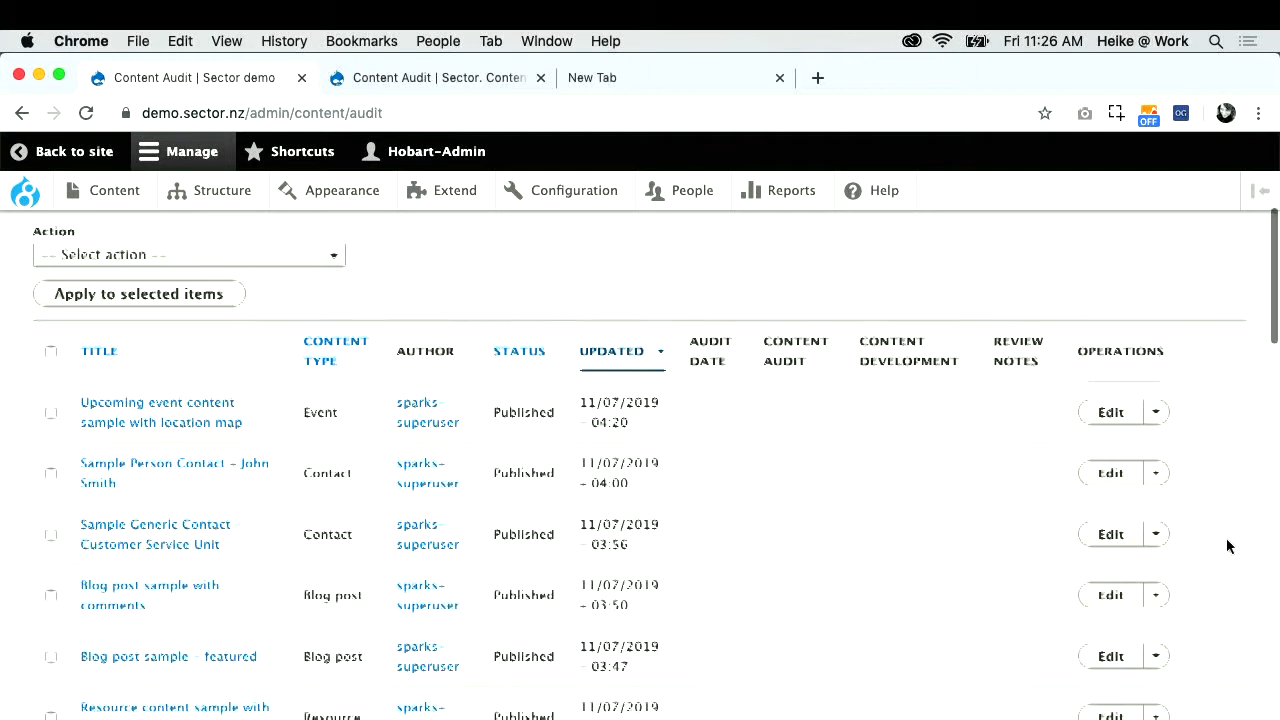 Chrome File Edit View History Bookmarks People Tab Window Help Fri 11:26 AM Heike @ Work
Content Audit | Sector demo Content Audit | Sector. Conten New Tab
demo.sector.nz/admin/content/audit OFF OG
Back to site Manage Shortcuts Hobart-Admin
Content Structure Appearance Extend Configuration People Reports Help
Action
-- Select action --
Apply to selected items
TITLE CONTENT TYPE AUTHOR STATUS UPDATED AUDIT DATE CONTENT AUDIT CONTENT DEVELOPMENT REVIEW NOTES OPERATIONS
Upcoming event content sample with location map Event sparks-superuser Published 11/07/2019 - 04:20 Edit
Sample Person Contact - John Smith Contact sparks-superuser Published 11/07/2019 - 04:00 Edit
Sample Generic Contact Customer Service Unit Contact sparks-superuser Published 11/07/2019 - 03:56 Edit
Blog post sample with comments Blog post sparks-superuser Published 11/07/2019 - 03:50 Edit
Blog post sample - featured Blog post sparks-superuser Published 11/07/2019 - 03:47 Edit
Resource content sample with Resource sparks- Published 11/07/2019 Edit